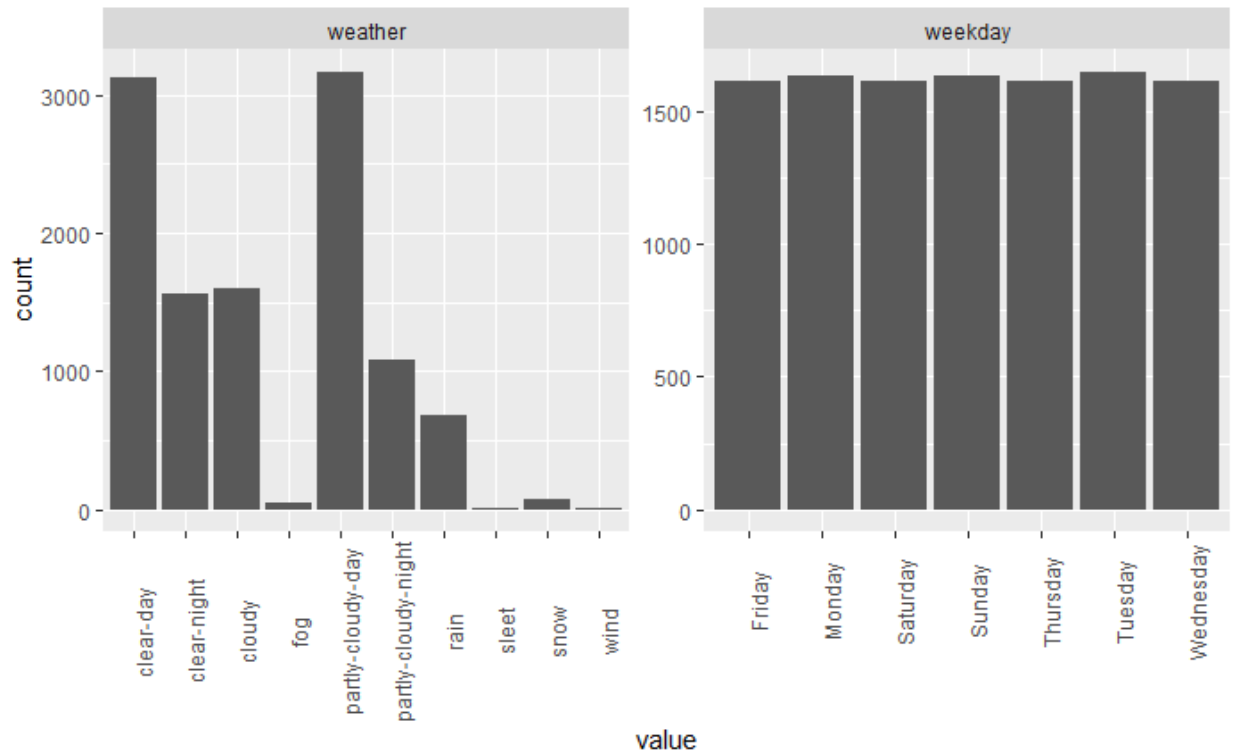 weather
weekday
count
3000
2000
1000
0
1500
1000
500
0
clear-day
clear-night
cloudy
fog
partly-cloudy-day
partly-cloudy-night
rain
sleet
snow
wind
Friday
Monday
Saturday
Sunday
Thursday
Tuesday
Wednesday
value